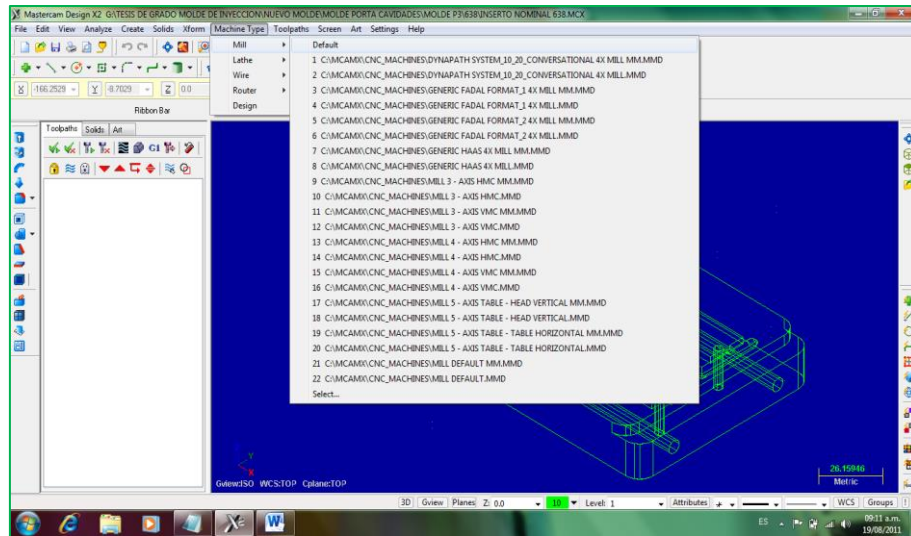 Mastercam Design X2 G:\TESIS DE GRADO MOLDE DE INYECCION\NUEVO MOLDE\MOLDE PORTA CAVIDADES\MOLDE P3\638\INSERTO NOMINAL 638.MCX
File Edit View Analyze Create Solids Xform Machine Type Toolpaths Screen Art Settings Help
Mill Default
Lathe 1 C:\MCAMX\CNC_MACHINES\DYNAPATH SYSTEM_10_20_CONVERSATIONAL 4X MILL MM.MMD
Wire 2 C:\MCAMX\CNC_MACHINES\DYNAPATH SYSTEM_10_20_CONVERSATIONAL 4X MILL.MMD
Router 3 C:\MCAMX\CNC_MACHINES\GENERIC FADAL FORMAT_1 4X MILL MM.MMD
Design 4 C:\MCAMX\CNC_MACHINES\GENERIC FADAL FORMAT_1 4X MILL.MMD
5 C:\MCAMX\CNC_MACHINES\GENERIC FADAL FORMAT_2 4X MILL MM.MMD
6 C:\MCAMX\CNC_MACHINES\GENERIC FADAL FORMAT_2 4X MILL.MMD
7 C:\MCAMX\CNC_MACHINES\GENERIC HAAS 4X MILL MM.MMD
8 C:\MCAMX\CNC_MACHINES\GENERIC HAAS 4X MILL.MMD
9 C:\MCAMX\CNC_MACHINES\MILL 3 - AXIS HMC MM.MMD
10 C:\MCAMX\CNC_MACHINES\MILL 3 - AXIS HMC.MMD
11 C:\MCAMX\CNC_MACHINES\MILL 3 - AXIS VMC MM.MMD
12 C:\MCAMX\CNC_MACHINES\MILL 3 - AXIS VMC.MMD
13 C:\MCAMX\CNC_MACHINES\MILL 4 - AXIS HMC MM.MMD
14 C:\MCAMX\CNC_MACHINES\MILL 4 - AXIS HMC.MMD
15 C:\MCAMX\CNC_MACHINES\MILL 4 - AXIS VMC MM.MMD
16 C:\MCAMX\CNC_MACHINES\MILL 4 - AXIS VMC.MMD
17 C:\MCAMX\CNC_MACHINES\MILL 5 - AXIS TABLE - HEAD VERTICAL MM.MMD
18 C:\MCAMX\CNC_MACHINES\MILL 5 - AXIS TABLE - HEAD VERTICAL.MMD
19 C:\MCAMX\CNC_MACHINES\MILL 5 - AXIS TABLE - TABLE HORIZONTAL MM.MMD
20 C:\MCAMX\CNC_MACHINES\MILL 5 - AXIS TABLE - TABLE HORIZONTAL.MMD
21 C:\MCAMX\CNC_MACHINES\MILL DEFAULT MM.MMD
22 C:\MCAMX\CNC_MACHINES\MILL DEFAULT.MMD
Select...
X -166.2529 Y -8.7029 Z 0.0
Ribbon Bar
Toolpaths Solids Art
G1
Y
X
Gview:ISO WCS:TOP Cplane:TOP
26.15946
Metric
3D Gview Planes Z: 0.0 10 Level: 1 Attributes WCS Groups
ES 09:11 a.m.
19/08/2011